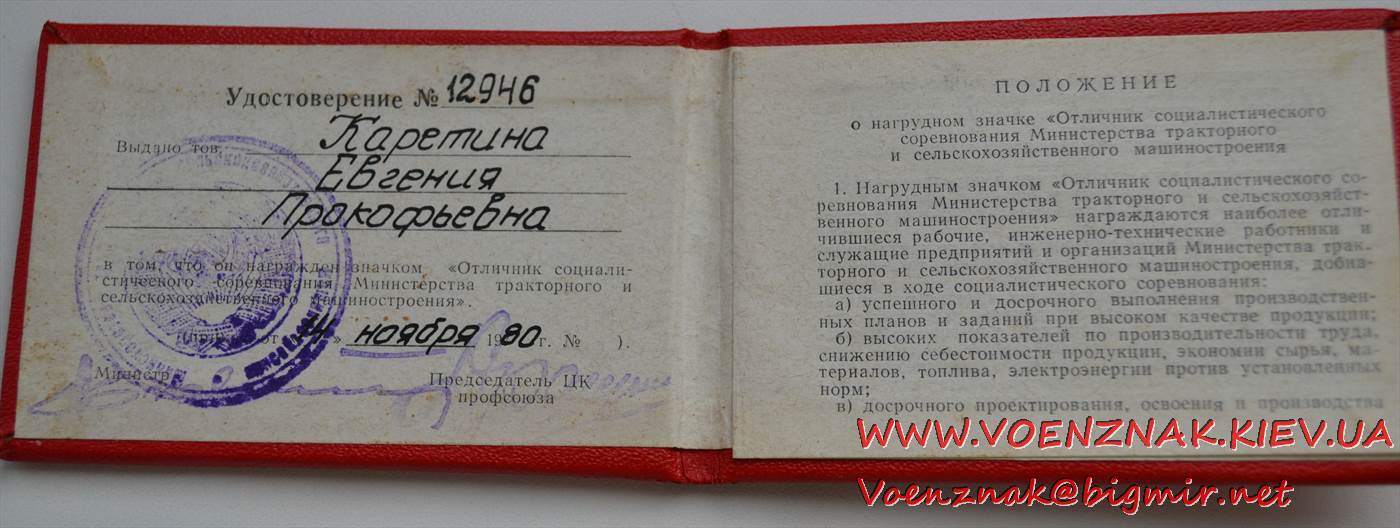 Удостоверение № 12946
Выдано тов. Каретина
Евгения
Прокофьевна
в том, что он награжден значком «Отличник социали-
стического соревнования Министерства тракторного и
сельскохозяйственного машиностроения».
(приказ от 14 » ноября 1980 г. № ).
Министр
Председатель ЦК
профсоюза
ПОЛОЖЕНИЕ
о нагрудном значке «Отличник социалистического
соревнования Министерства тракторного
и сельскохозяйственного машиностроения
1. Нагрудным значком «Отличник социалистического со-
ревнования Министерства тракторного и сельскохозяйст-
венного машиностроения» награждаются наиболее отли-
чившиеся рабочие, инженерно-технические работники и
служащие предприятий и организаций Министерства трак-
торного и сельскохозяйственного машиностроения, добив-
шиеся в ходе социалистического соревнования:
а) успешного и досрочного выполнения производствен-
ных планов и заданий при высоком качестве продукции;
б) высоких показателей по производительности труда,
снижению себестоимости продукции, экономии сырья, ма-
териалов, топлива, электроэнергии против установленных
норм;
в) досрочного проектирования, освоения и производства
WWW.VOENZNAK.KIEV.UA
Voenznak@bigmir.net